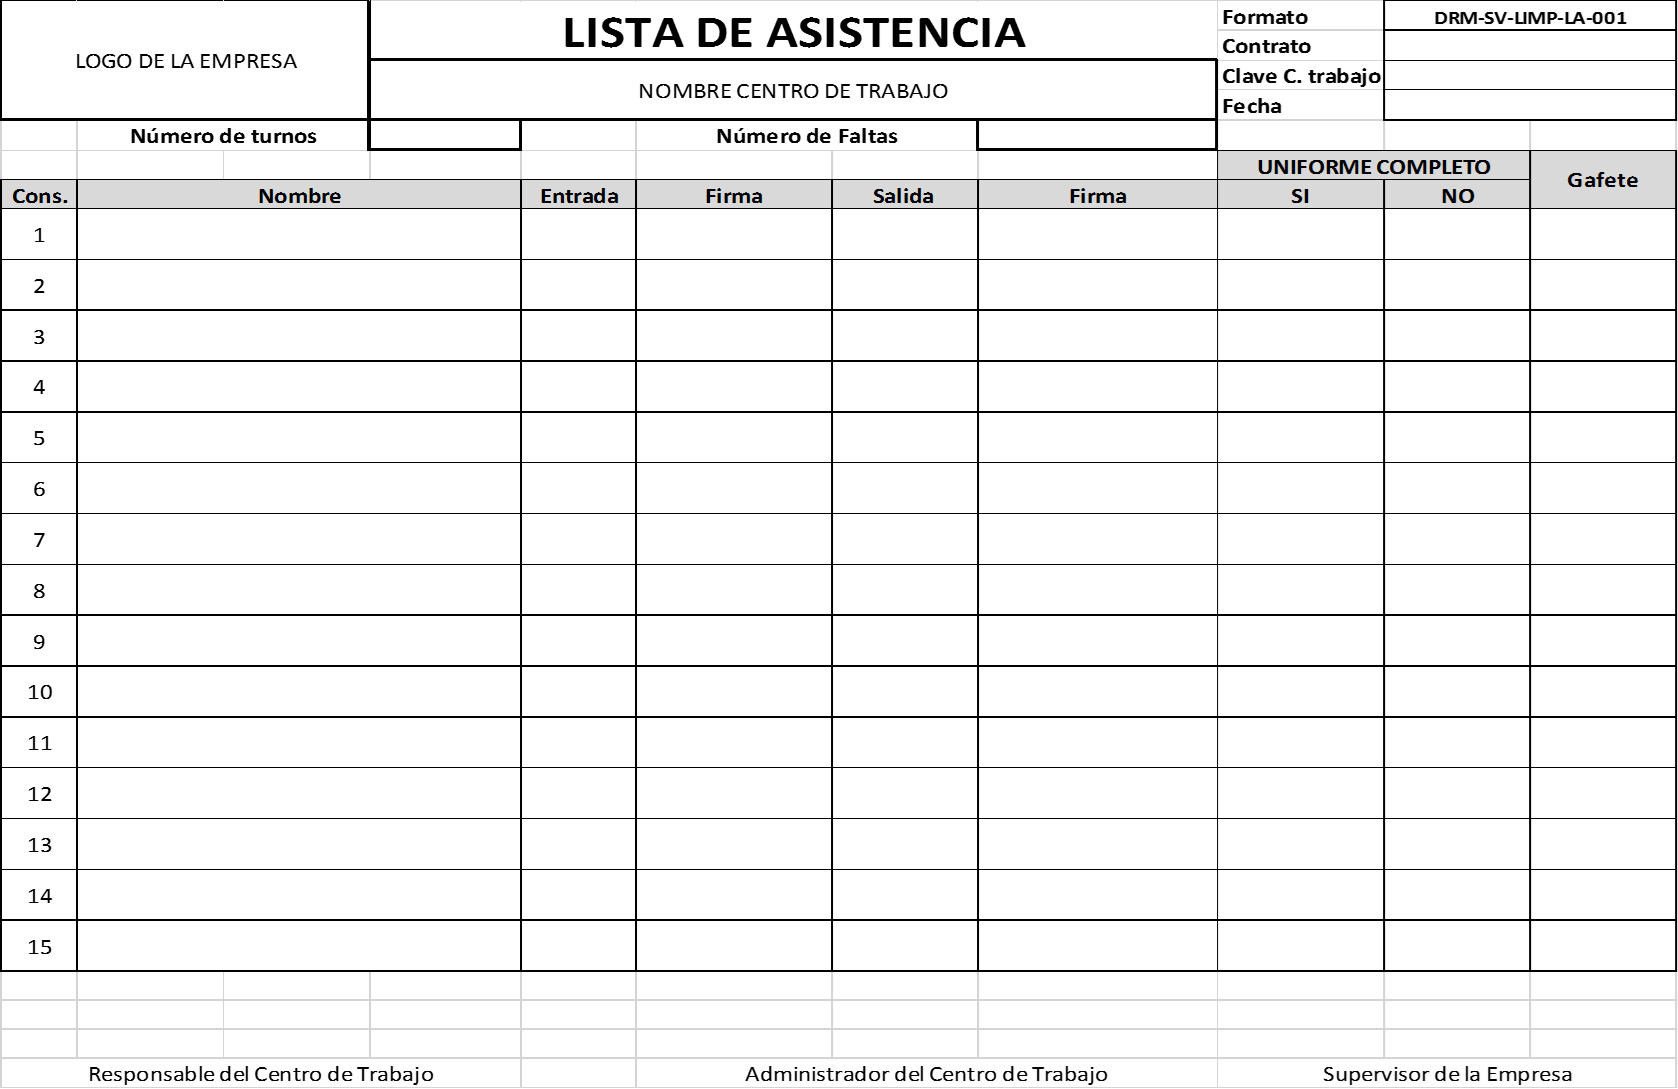 LOGO DE LA EMPRESA
LISTA DE ASISTENCIA
NOMBRE CENTRO DE TRABAJO
Formato DRM-SV-LIMP-LA-001
Contrato
Clave C. trabajo
Fecha
Número de turnos Número de Faltas
UNIFORME COMPLETO
Cons. Nombre Entrada Firma Salida Firma SI NO Gafete
1
2
3
4
5
6
7
8
9
10
11
12
13
14
15
Responsable del Centro de Trabajo Administrador del Centro de Trabajo Supervisor de la Empresa